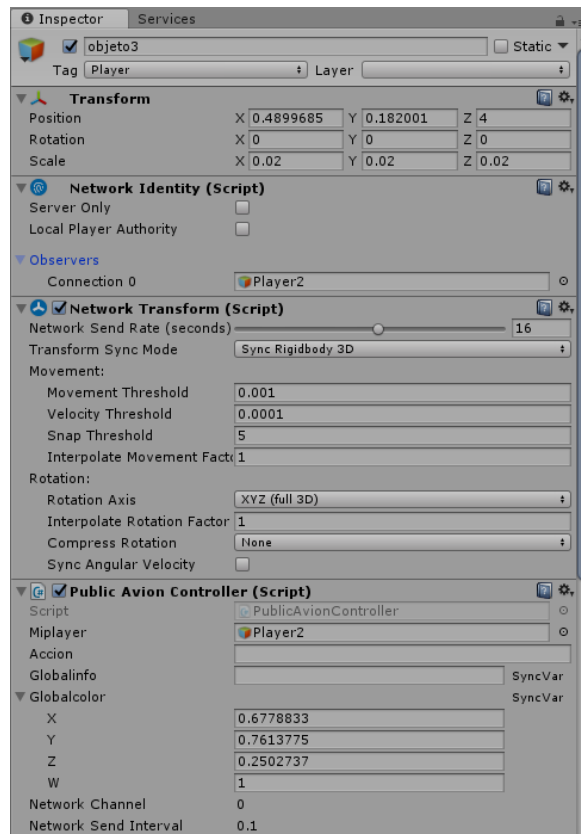 Inspector Services
objeto3 Static
Tag Player Layer
Transform
Position X 0.4899685 Y 0.182001 Z 4
Rotation X 0 Y 0 Z 0
Scale X 0.02 Y 0.02 Z 0.02
Network Identity (Script)
Server Only
Local Player Authority
Observers
Connection 0 Player2
Network Transform (Script)
Network Send Rate (seconds) 16
Transform Sync Mode Sync Rigidbody 3D
Movement:
Movement Threshold 0.001
Velocity Threshold 0.0001
Snap Threshold 5
Interpolate Movement Facto 1
Rotation:
Rotation Axis XYZ (full 3D)
Interpolate Rotation Factor 1
Compress Rotation None
Sync Angular Velocity
Public Avion Controller (Script)
Script PublicAvionController
Miplayer Player2
Accion
Globalinfo SyncVar
Globalcolor SyncVar
X 0.6778833
Y 0.7613775
Z 0.2502737
W 1
Network Channel 0
Network Send Interval 0.1